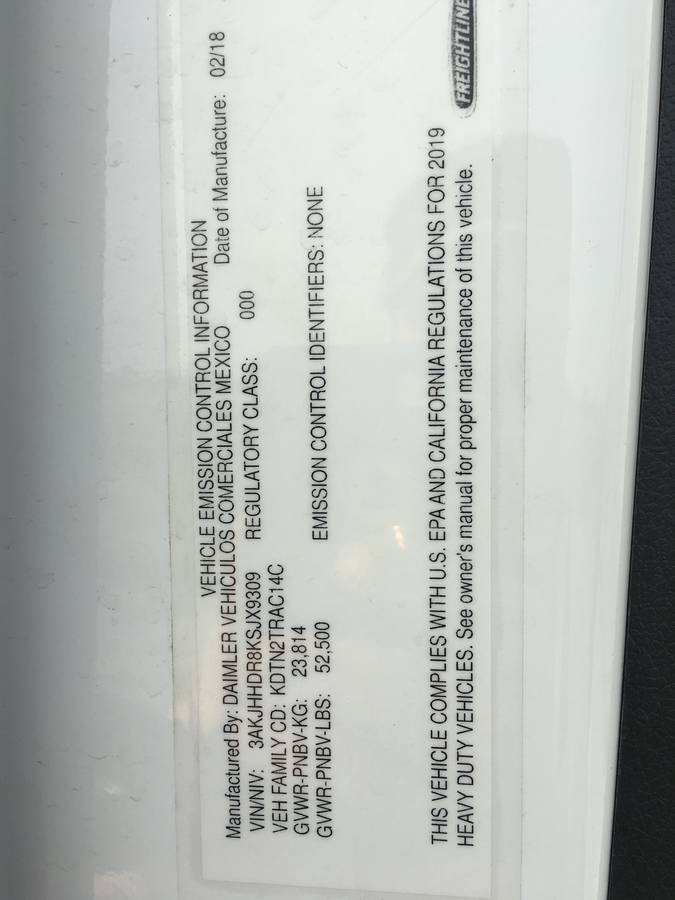 VEHICLE EMISSION CONTROL INFORMATION
Manufactured By: DAIMLER VEHICULOS COMERCIALES MEXICO Date of Manufacture: 02/18
VIN/NIV: 3AKJHHDR8KSJX9309 REGULATORY CLASS: 000
VEH FAMILY CD: KDTN2TRAC14C
GVWR-PNBV-KG: 23,814
GVWR-PNBV-LBS: 52,500 EMISSION CONTROL IDENTIFIERS: NONE
THIS VEHICLE COMPLIES WITH U.S. EPA AND CALIFORNIA REGULATIONS FOR 2019
HEAVY DUTY VEHICLES. See owner's manual for proper maintenance of this vehicle.
FREIGHTLINE